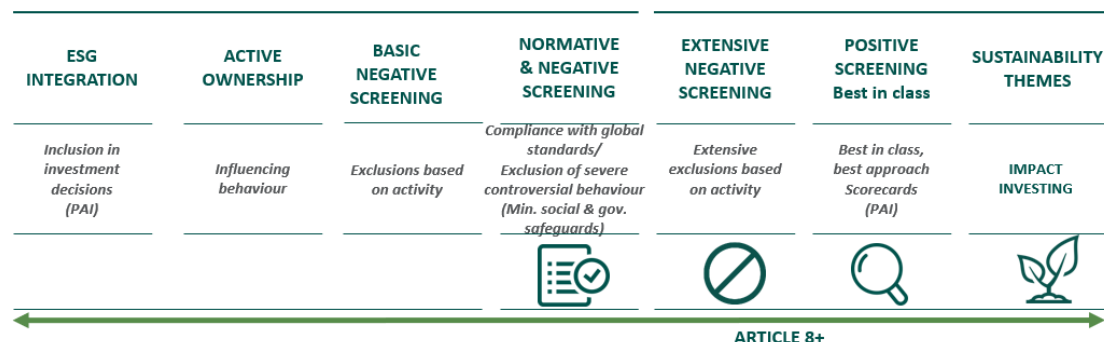 ESG
INTEGRATION
ACTIVE
OWNERSHIP
BASIC
NEGATIVE
SCREENING
NORMATIVE
& NEGATIVE
SCREENING
EXTENSIVE
NEGATIVE
SCREENING
POSITIVE
SCREENING
Best in class
SUSTAINABILITY
THEMES
Inclusion in
investment
decisions
(PAI)
Influencing
behaviour
Exclusions based
on activity
Compliance with global
standards/
Exclusion of severe
controversial behaviour
(Min. social & gov.
safeguards)
Extensive
exclusions based
on activity
Best in class,
best approach
Scorecards
(PAI)
IMPACT
INVESTING
ARTICLE 8+